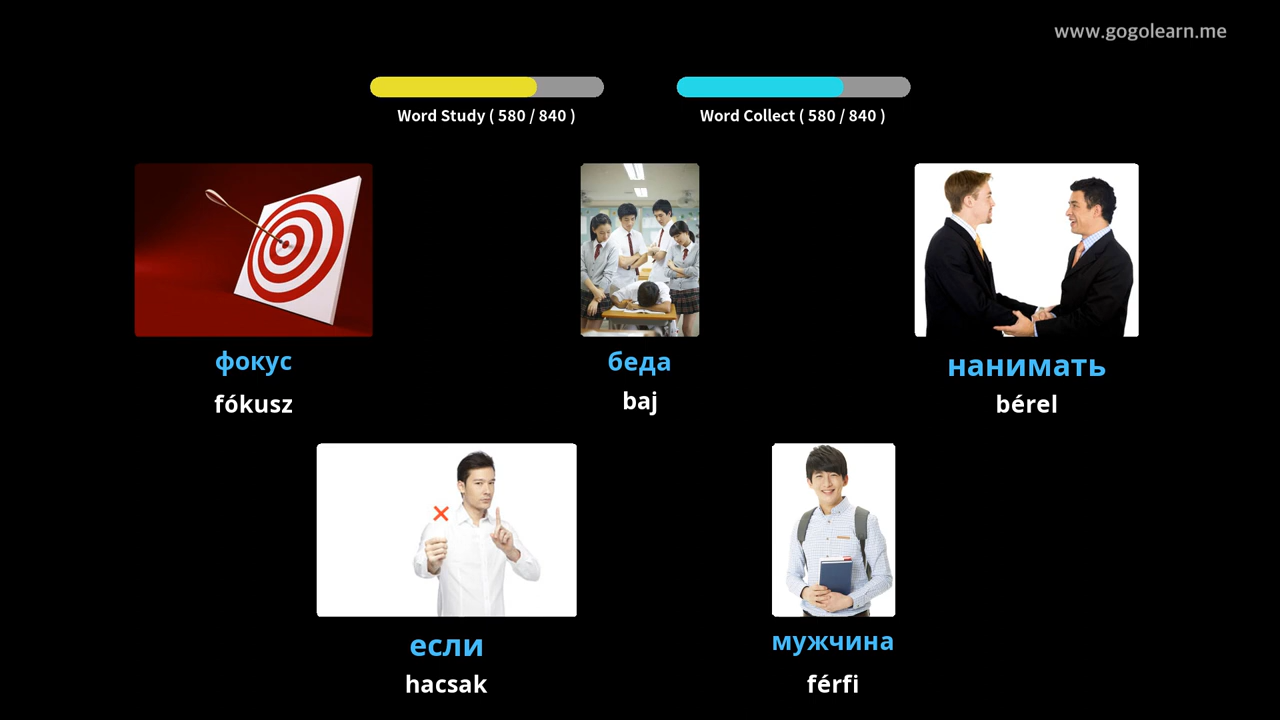 www.gogolearn.me
Word Study ( 580 / 840 )
Word Collect ( 580 / 840 )
фокус
fókusz
беда
baj
нанимать
bérel
если
hacsak
мужчина
férfi